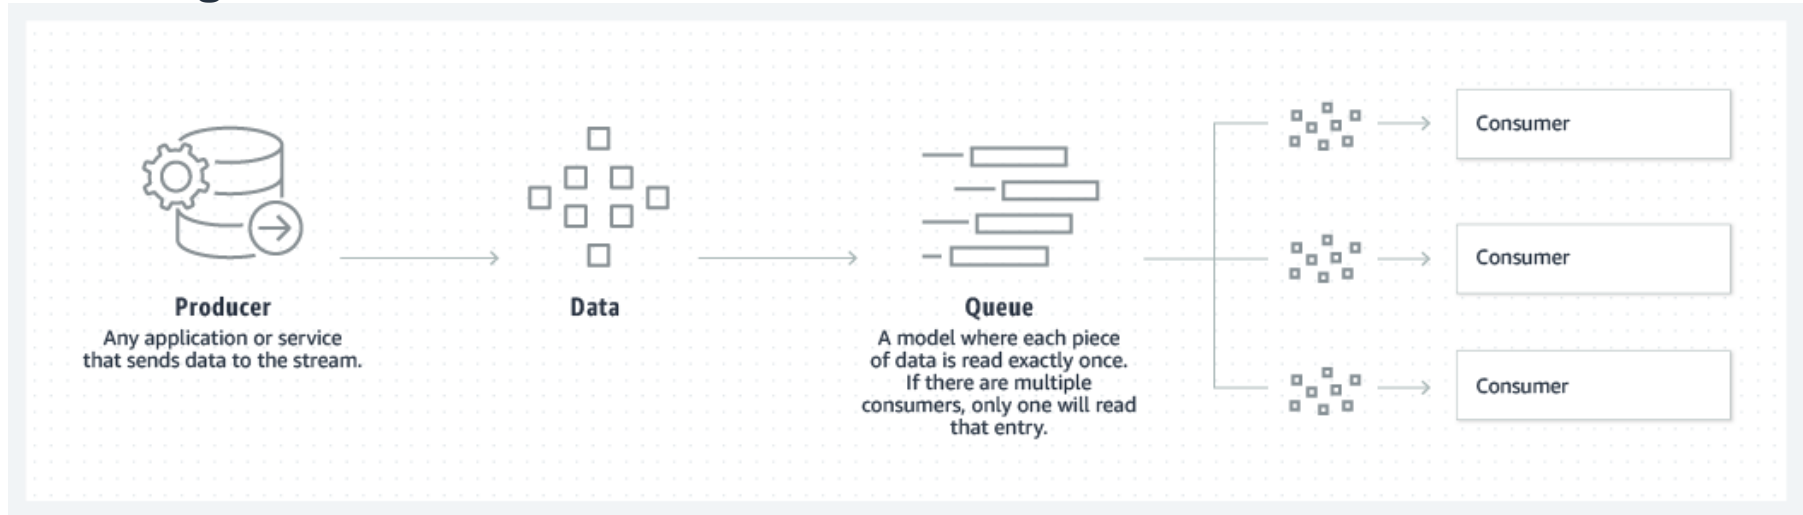 Producer
Any application or service
that sends data to the stream.
Data
Queue
A model where each piece
of data is read exactly once.
If there are multiple
consumers, only one will read
that entry.
Consumer
Consumer
Consumer